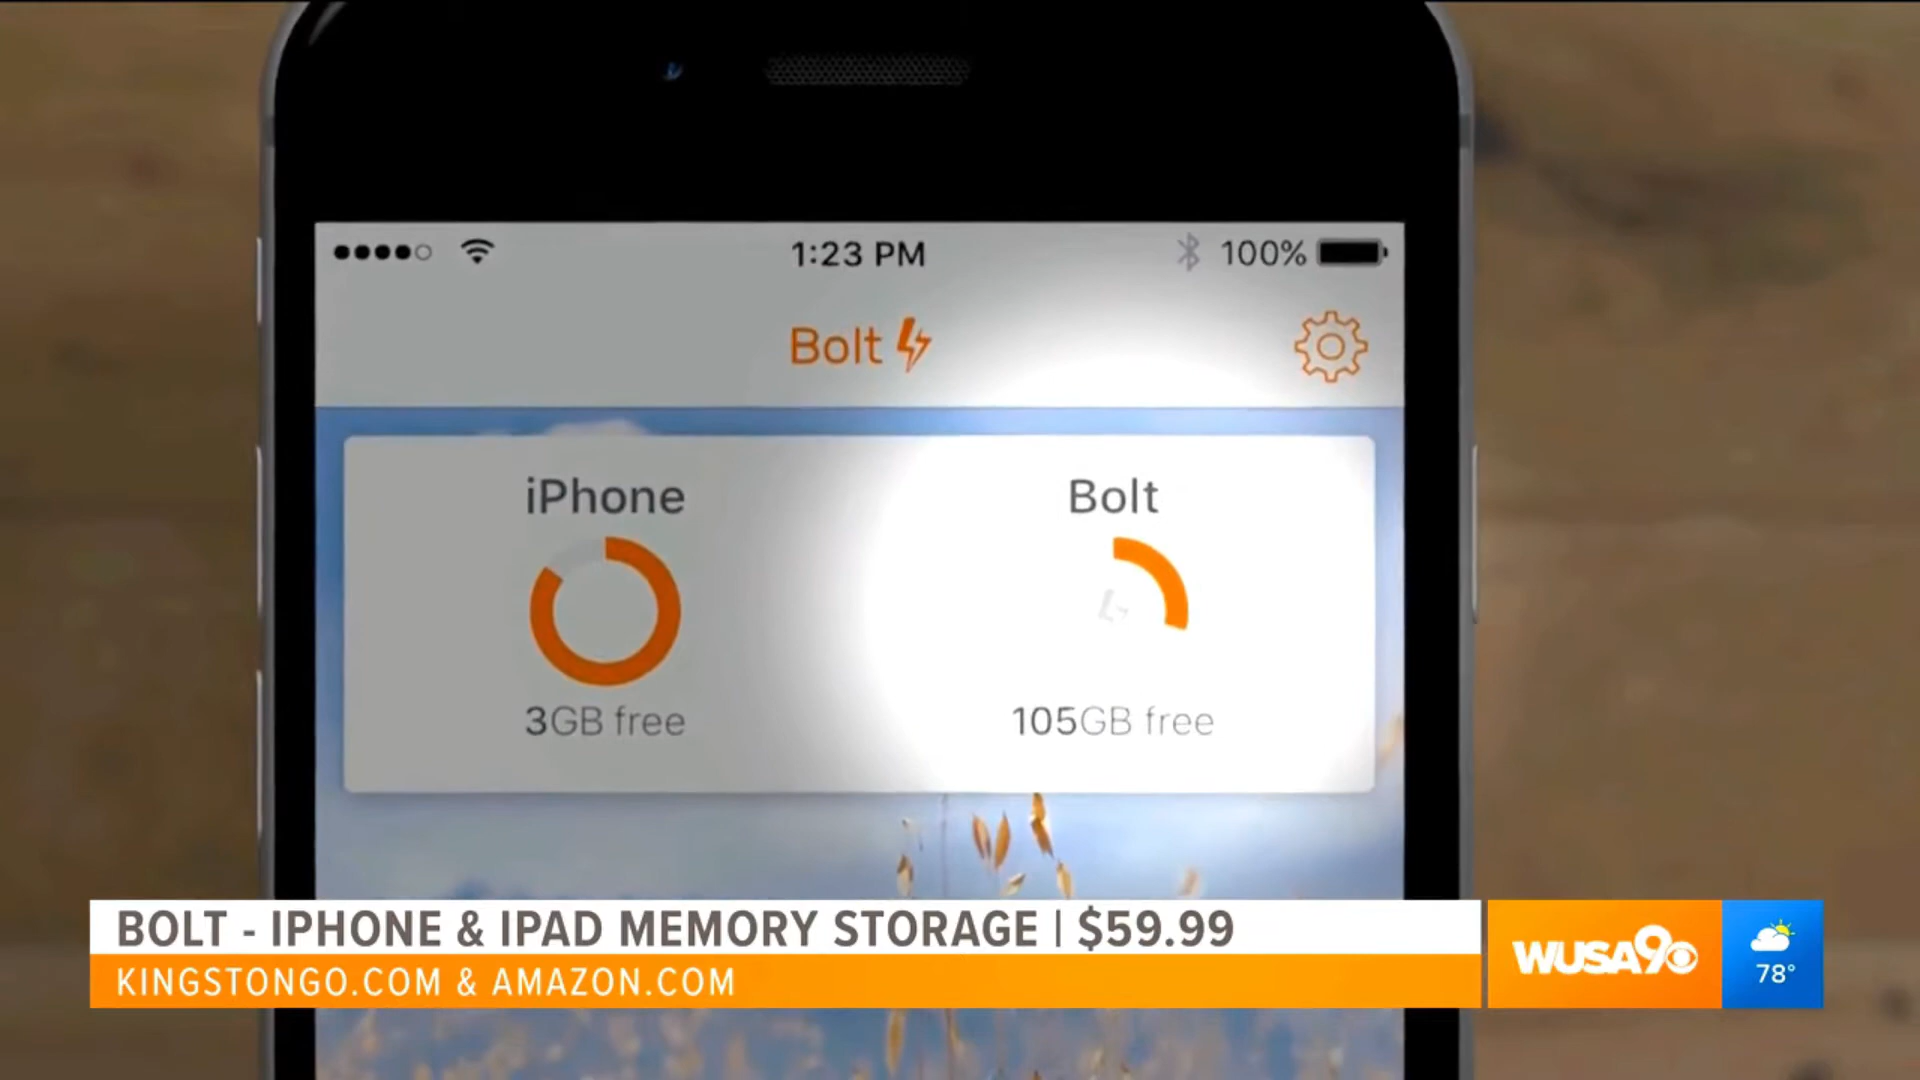 1:23 PM
100%
Bolt
iPhone
Bolt
3GB free
105GB free
BOLT - IPHONE & IPAD MEMORY STORAGE | $59.99
KINGSTONGO.COM & AMAZON.COM
WUSA9
78°